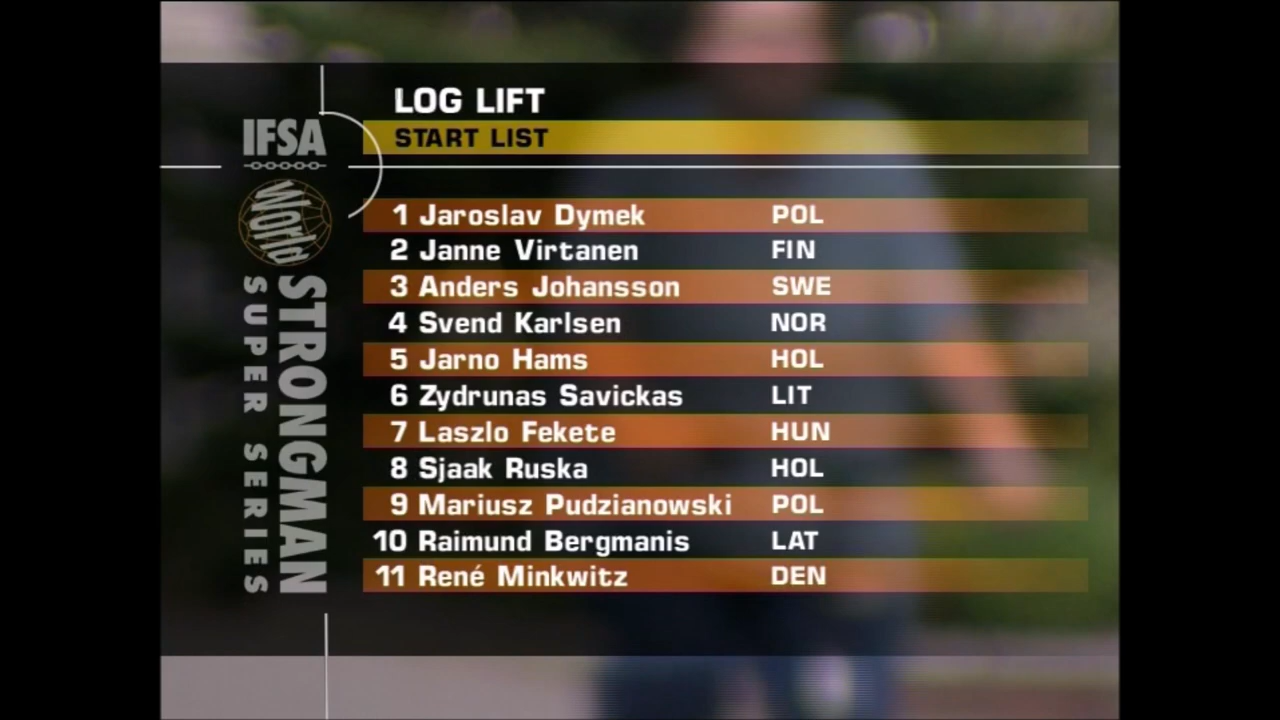 LOG LIFT
START LIST
IFSA
World
STRONGMAN
SUPER SERIES
1 Jaroslav Dymek POL
2 Janne Virtanen FIN
3 Anders Johansson SWE
4 Svend Karlsen NOR
5 Jarno Hams HOL
6 Zydrunas Savickas LIT
7 Laszlo Fekete HUN
8 Sjaak Ruska HOL
9 Mariusz Pudzianowski POL
10 Raimund Bergmanis LAT
11 René Minkwitz DEN